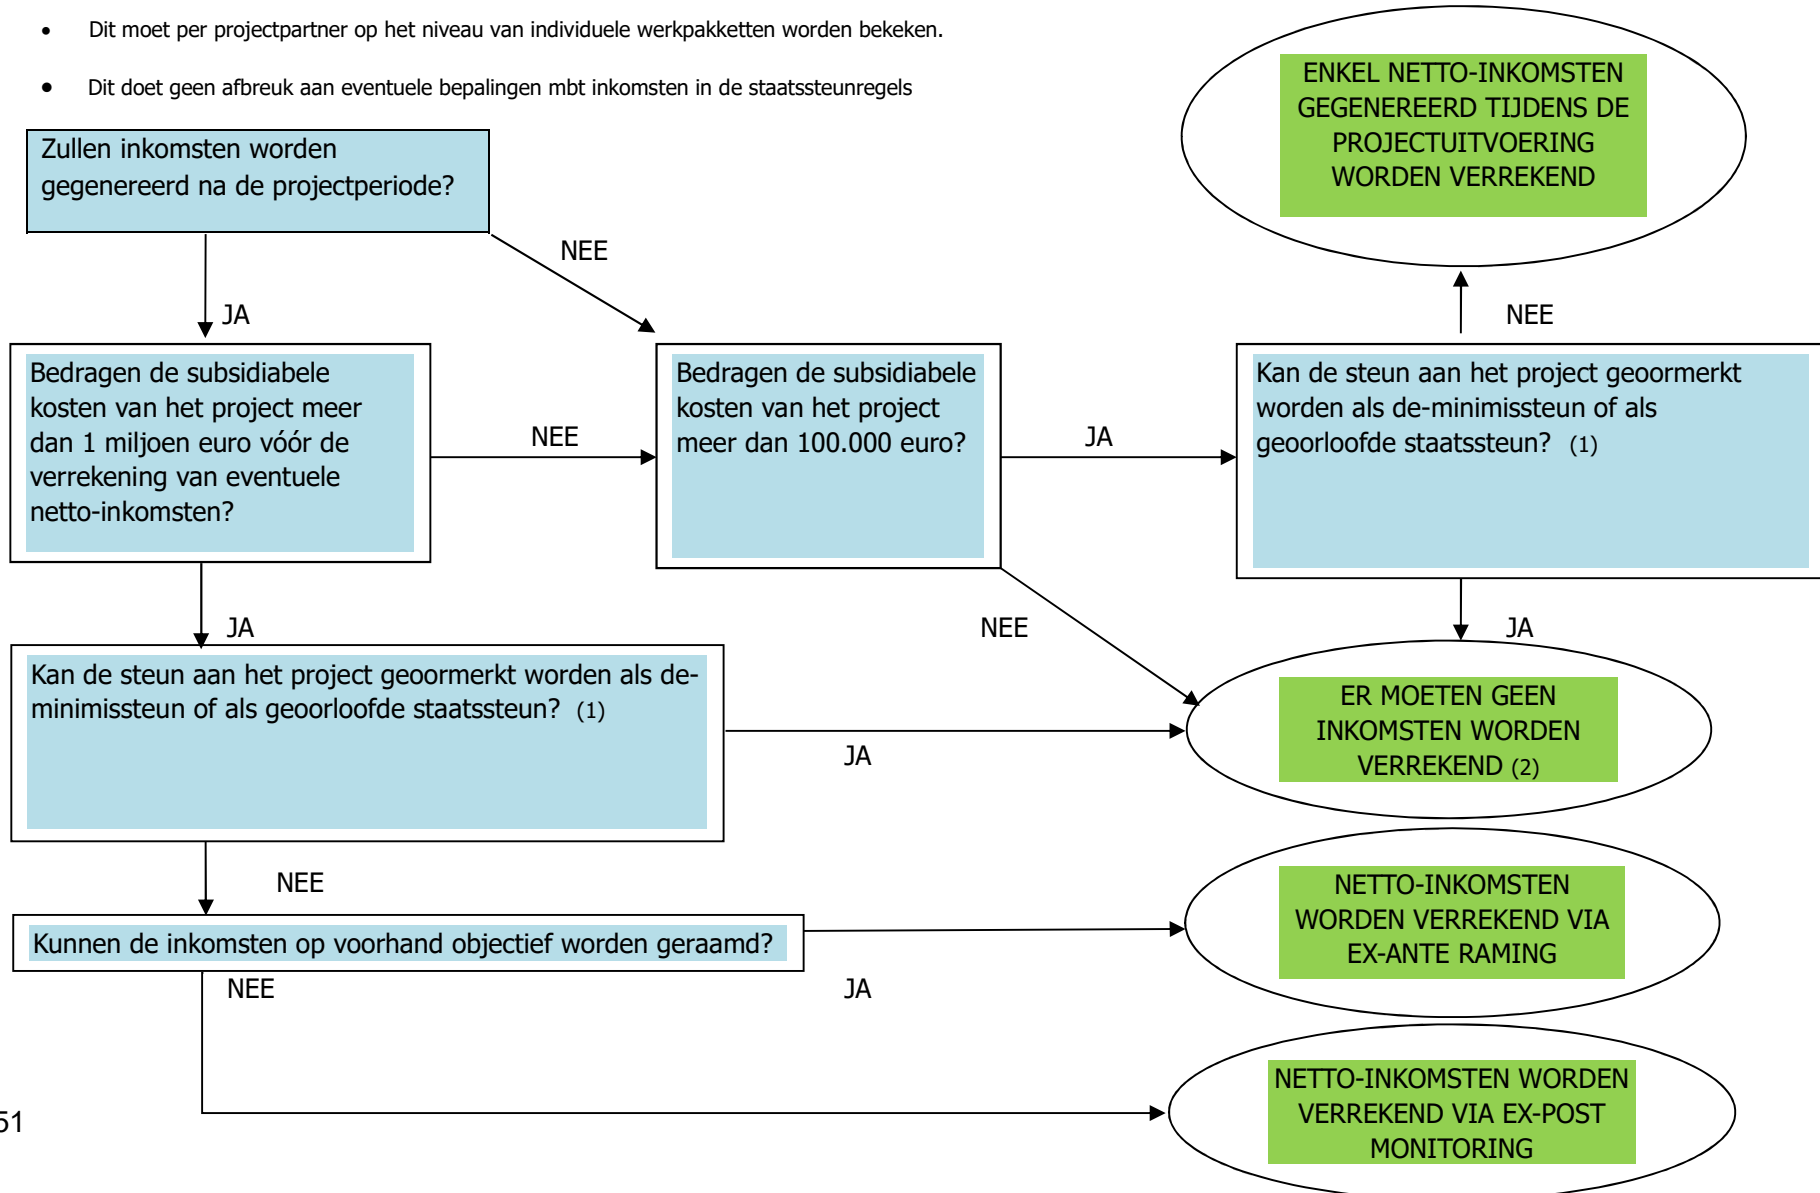 • Dit moet per projectpartner op het niveau van individuele werkpakketten worden bekeken.
• Dit doet geen afbreuk aan eventuele bepalingen mbt inkomsten in de staatssteunregels
ENKEL NETTO-INKOMSTEN
GEGENEREERD TIJDENS DE
PROJECTUITVOERING
WORDEN VERREKEND
Zullen inkomsten worden
gegenereerd na de projectperiode?
NEE
JA
NEE
Bedragen de subsidiabele
kosten van het project meer
dan 1 miljoen euro vóór de
verrekening van eventuele
netto-inkomsten?
NEE
Bedragen de subsidiabele
kosten van het project
meer dan 100.000 euro?
JA
Kan de steun aan het project geoormerkt
worden als de-minimissteun of als
geoorloofde staatssteun? (1)
JA
NEE
JA
Kan de steun aan het project geoormerkt worden als de-
minimissteun of als geoorloofde staatssteun? (1)
JA
ER MOETEN GEEN
INKOMSTEN WORDEN
VERREKEND (2)
NEE
Kunnen de inkomsten op voorhand objectief worden geraamd?
NEE
JA
NETTO-INKOMSTEN
WORDEN VERREKEND VIA
EX-ANTE RAMING
NETTO-INKOMSTEN WORDEN
VERREKEND VIA EX-POST
MONITORING
51